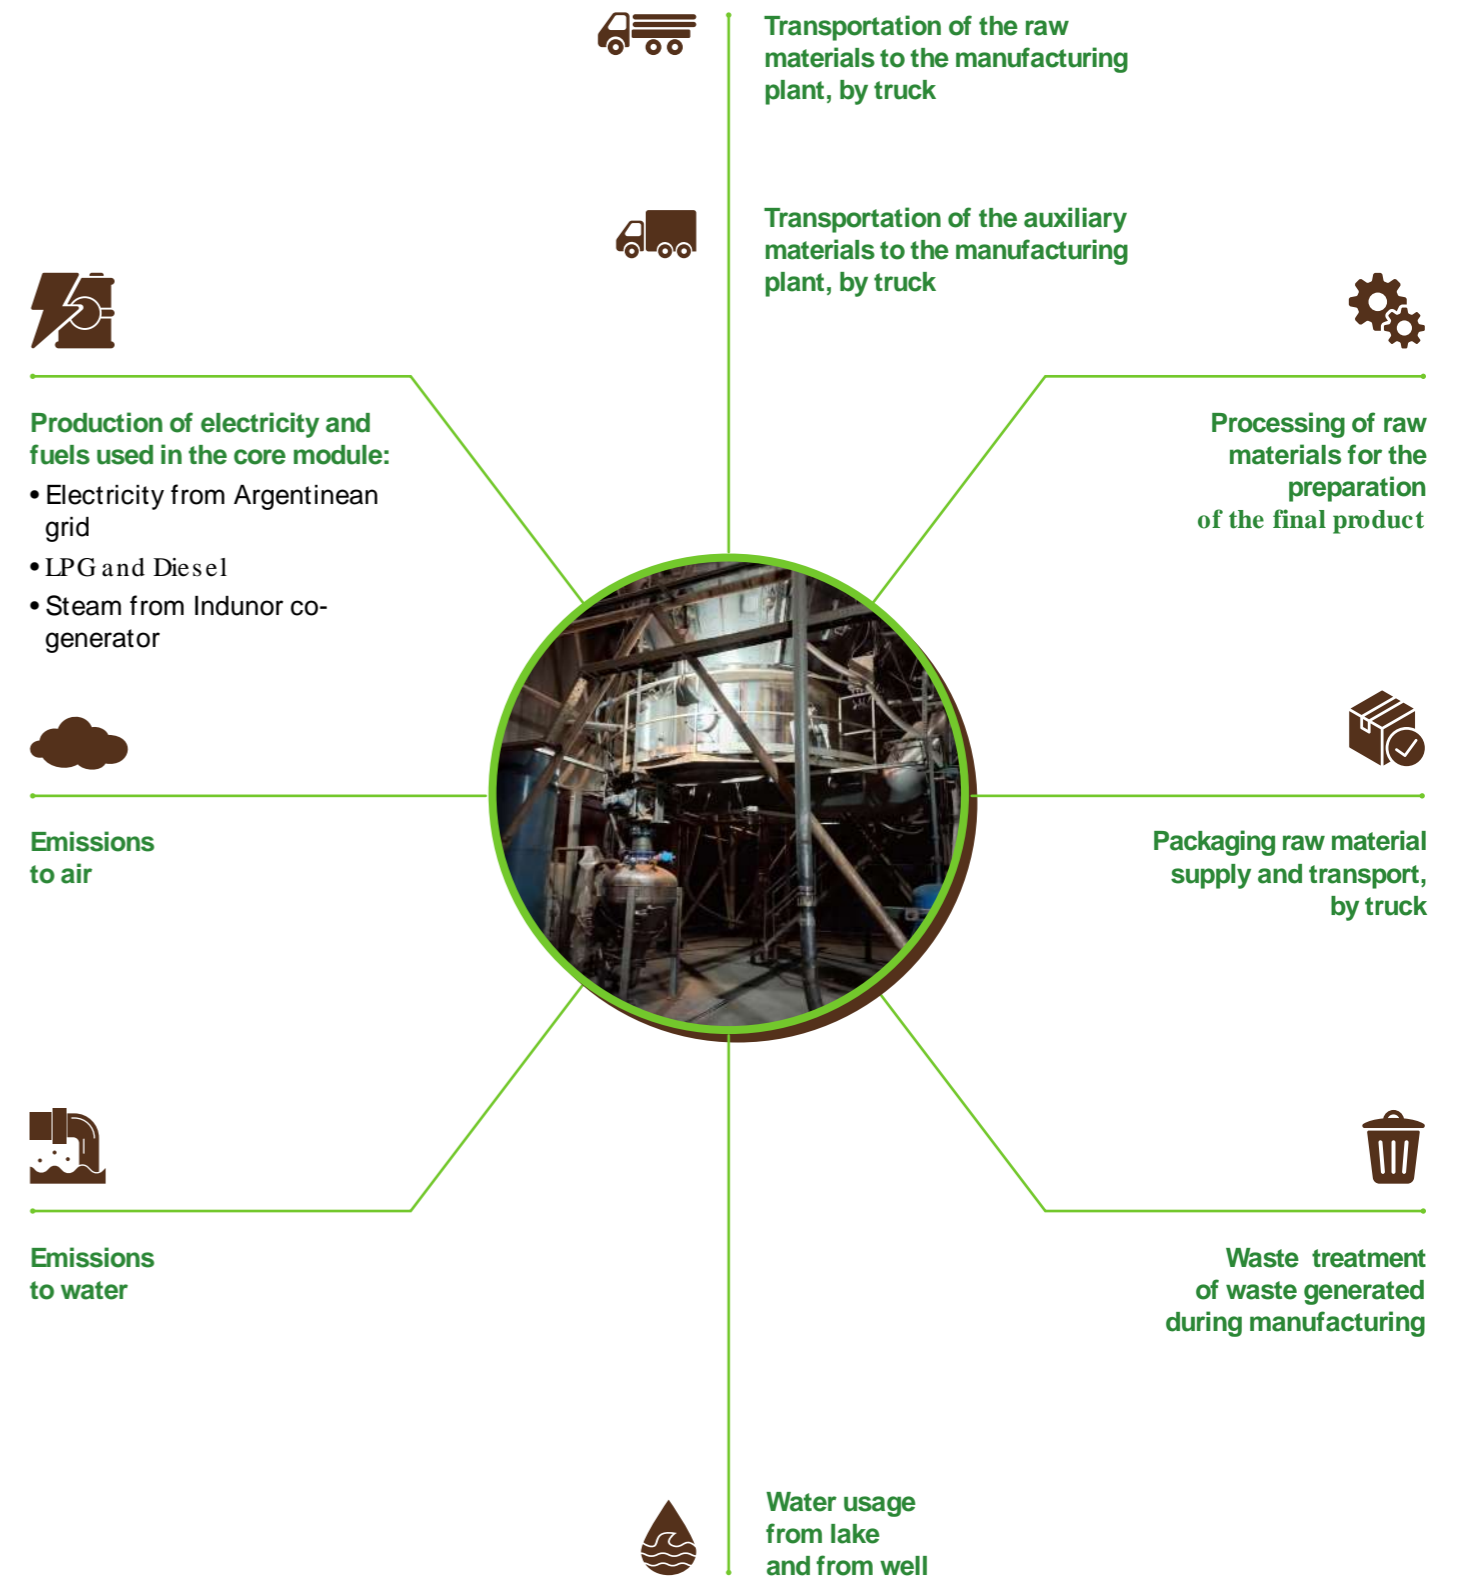 Transportation of the raw
materials to the manufacturing
plant, by truck
Transportation of the auxiliary
materials to the manufacturing
plant, by truck
Production of electricity and
fuels used in the core module:
• Electricity from Argentinean
grid
• LPG and Diesel
• Steam from Indunor co-
generator
Processing of raw
materials for the
preparation
of the final product
Emissions
to air
Packaging raw material
supply and transport,
by truck
Emissions
to water
Waste treatment
of waste generated
during manufacturing
Water usage
from lake
and from well